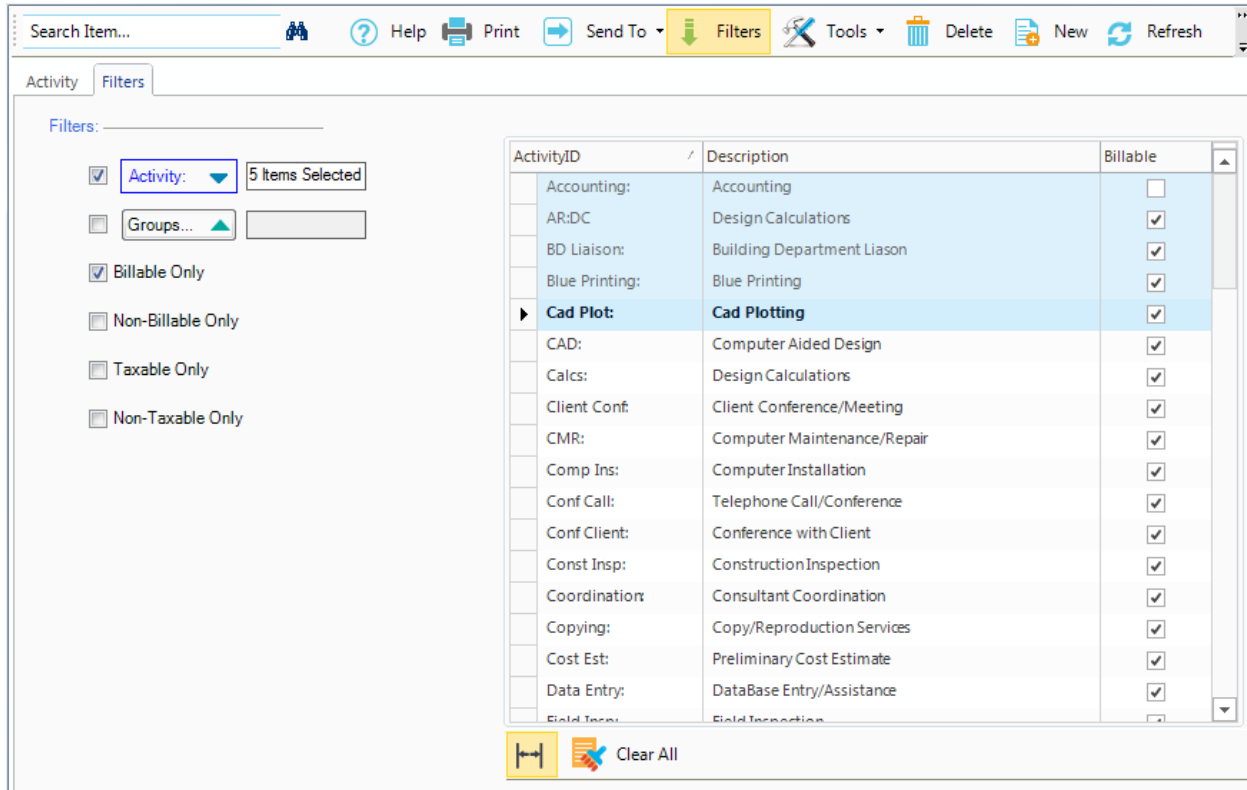 Search Item... Help Print Send To Filters Tools Delete New Refresh
Activity Filters
Filters:
Activity: 5 Items Selected
Groups...
Billable Only
Non-Billable Only
Taxable Only
Non-Taxable Only
ActivityID Description Billable
Accounting: Accounting
AR:DC Design Calculations
BD Liaison: Building Department Liason
Blue Printing: Blue Printing
Cad Plot: Cad Plotting
CAD: Computer Aided Design
Calcs: Design Calculations
Client Conf: Client Conference/Meeting
CMR: Computer Maintenance/Repair
Comp Ins: Computer Installation
Conf Call: Telephone Call/Conference
Conf Client: Conference with Client
Const Insp: Construction Inspection
Coordination: Consultant Coordination
Copying: Copy/Reproduction Services
Cost Est: Preliminary Cost Estimate
Data Entry: DataBase Entry/Assistance
Field Insp: Field Inspection
Clear All